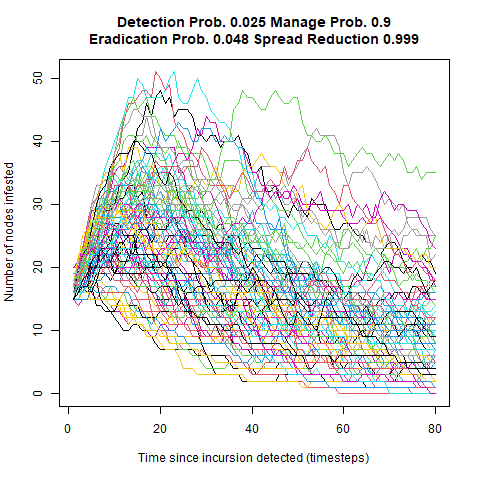 Detection Prob. 0.025 Manage Prob. 0.9
Eradication Prob. 0.048 Spread Reduction 0.999
Number of nodes infested
50
40
30
20
10
0
0
20
40
60
80
Time since incursion detected (timesteps)